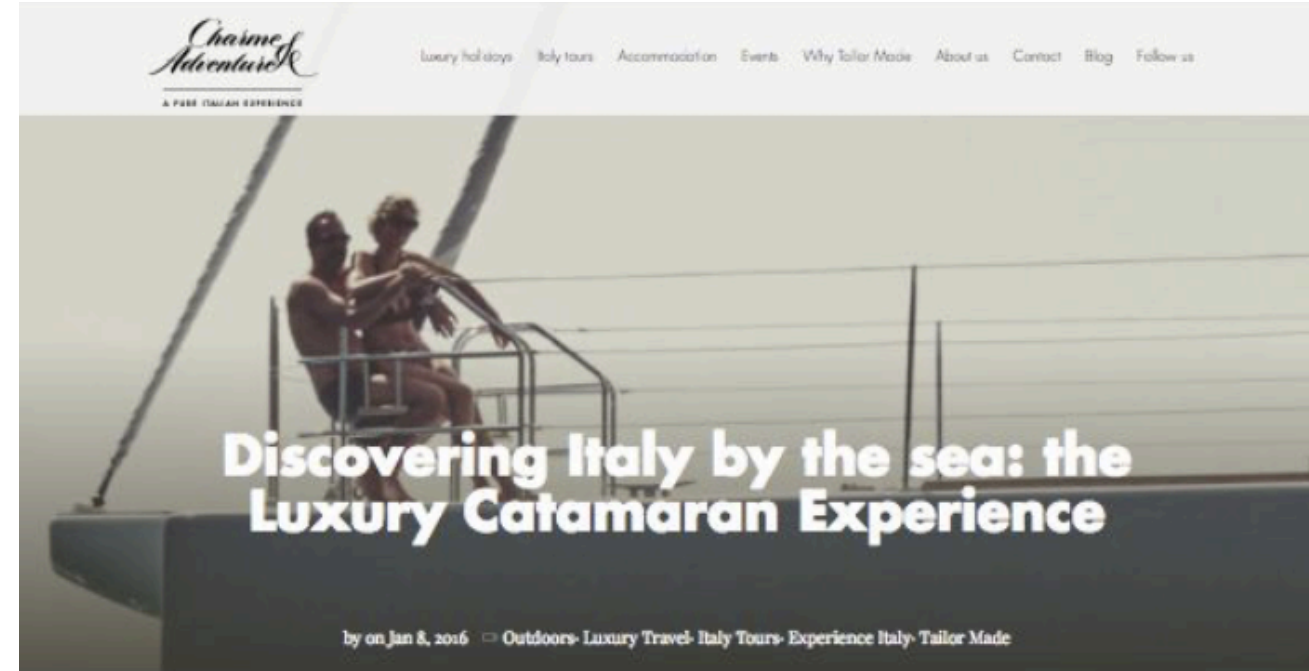 Charme &
Adventure
A PURE ITALIAN EXPERIENCE
Luxury holidays Italy tours Accommodation Events Why Tailor Made About us Contact Blog Follow us
Discovering Italy by the sea: the
Luxury Catamaran Experience
by on Jan 8, 2016 Outdoors· Luxury Travel· Italy Tours· Experience Italy· Tailor Made